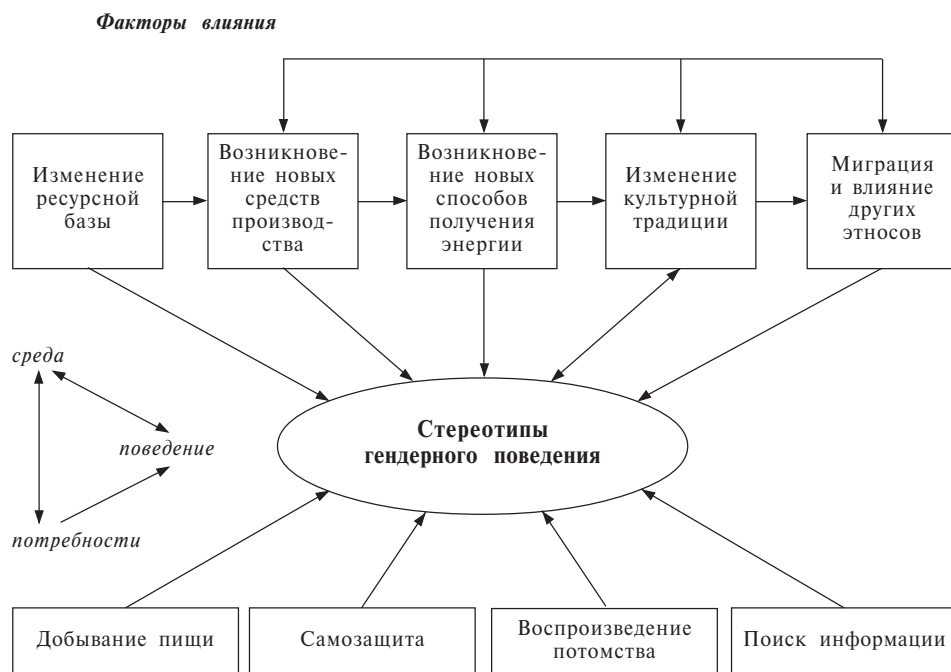 Факторы влияния
Изменение
ресурсной
базы
Возникнове-
ние новых
средств
производ-
ства
Возникнове-
ние новых
способов
получения
энергии
Изменение
культурной
традиции
Миграция
и влияние
других
этносов
среда
поведение
потребности
Стереотипы
гендерного поведения
Добывание пищи
Самозащита
Воспроизведение
потомства
Поиск информации